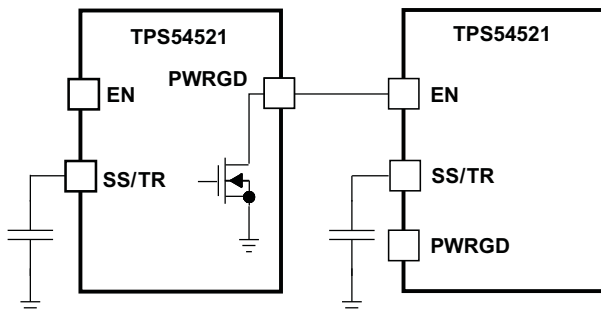 TPS54521
PWRGD
EN
SS/TR
TPS54521
EN
SS/TR
PWRGD